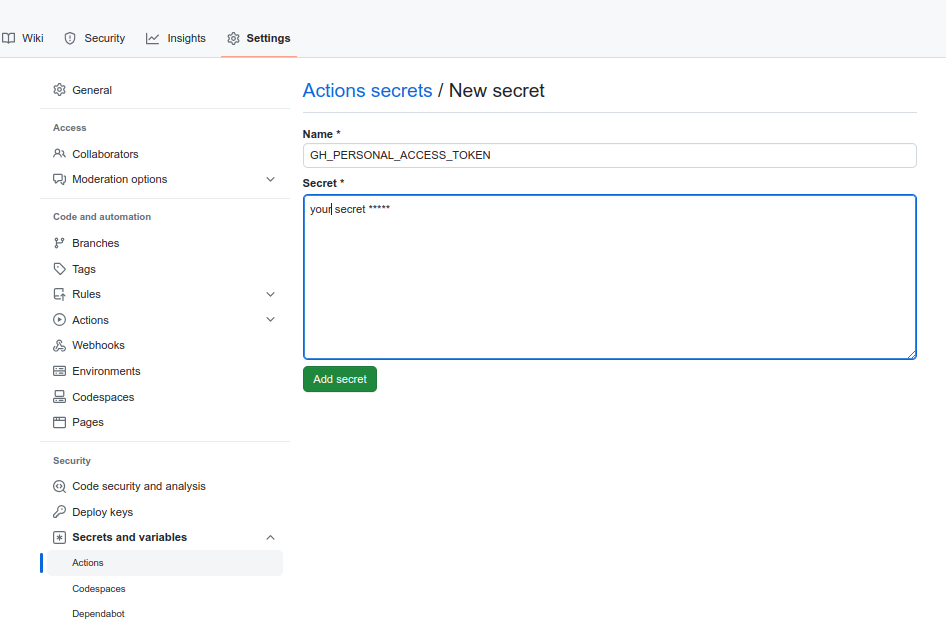 Wiki Security Insights Settings
General
Access
Collaborators
Moderation options
Code and automation
Branches
Tags
Rules
Actions
Webhooks
Environments
Codespaces
Pages
Security
Code security and analysis
Deploy keys
Secrets and variables
Actions
Codespaces
Dependabot
Actions secrets / New secret
Name *
GH_PERSONAL_ACCESS_TOKEN
Secret *
your secret *****
Add secret